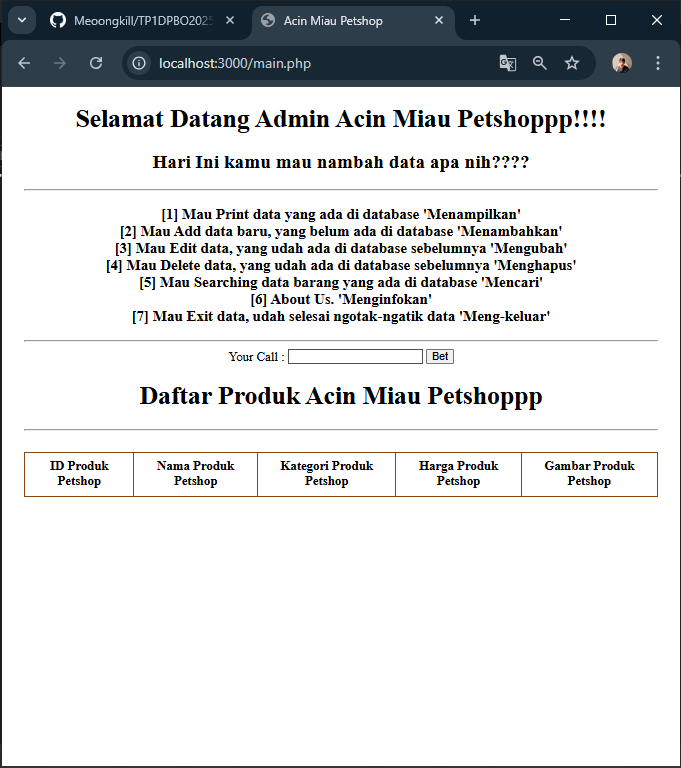 Meoongkill/TP1DPBO2025
Acin Miau Petshop
localhost:3000/main.php
Selamat Datang Admin Acin Miau Petshoppp!!!!
Hari Ini kamu mau nambah data apa nih????
[1] Mau Print data yang ada di database 'Menampilkan'
[2] Mau Add data baru, yang belum ada di database 'Menambahkan'
[3] Mau Edit data, yang udah ada di database sebelumnya 'Mengubah'
[4] Mau Delete data, yang udah ada di database sebelumnya 'Menghapus'
[5] Mau Searching data barang yang ada di database 'Mencari'
[6] About Us. 'Menginfokan'
[7] Mau Exit data, udah selesai ngotak-ngatik data 'Meng-keluar'
Your Call : Bet
Daftar Produk Acin Miau Petshoppp
ID Produk Petshop
Nama Produk Petshop
Kategori Produk Petshop
Harga Produk Petshop
Gambar Produk Petshop